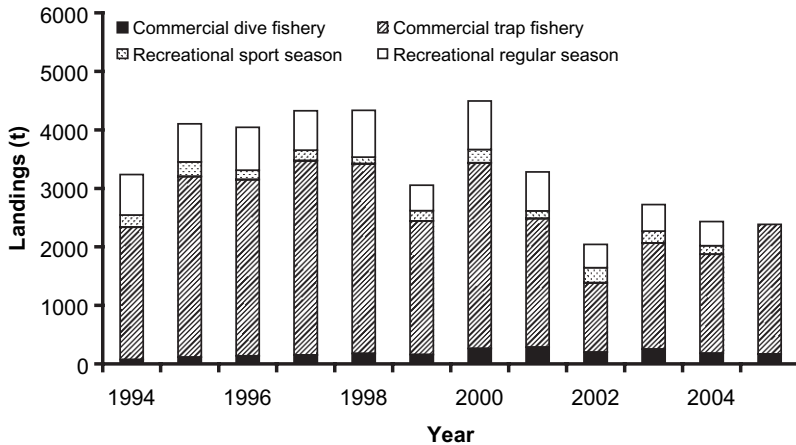 6000
5000
4000
3000
2000
1000
0
Landings (t)
Commercial dive fishery Commercial trap fishery
Recreational sport season Recreational regular season
1994 1996 1998 2000 2002 2004
Year